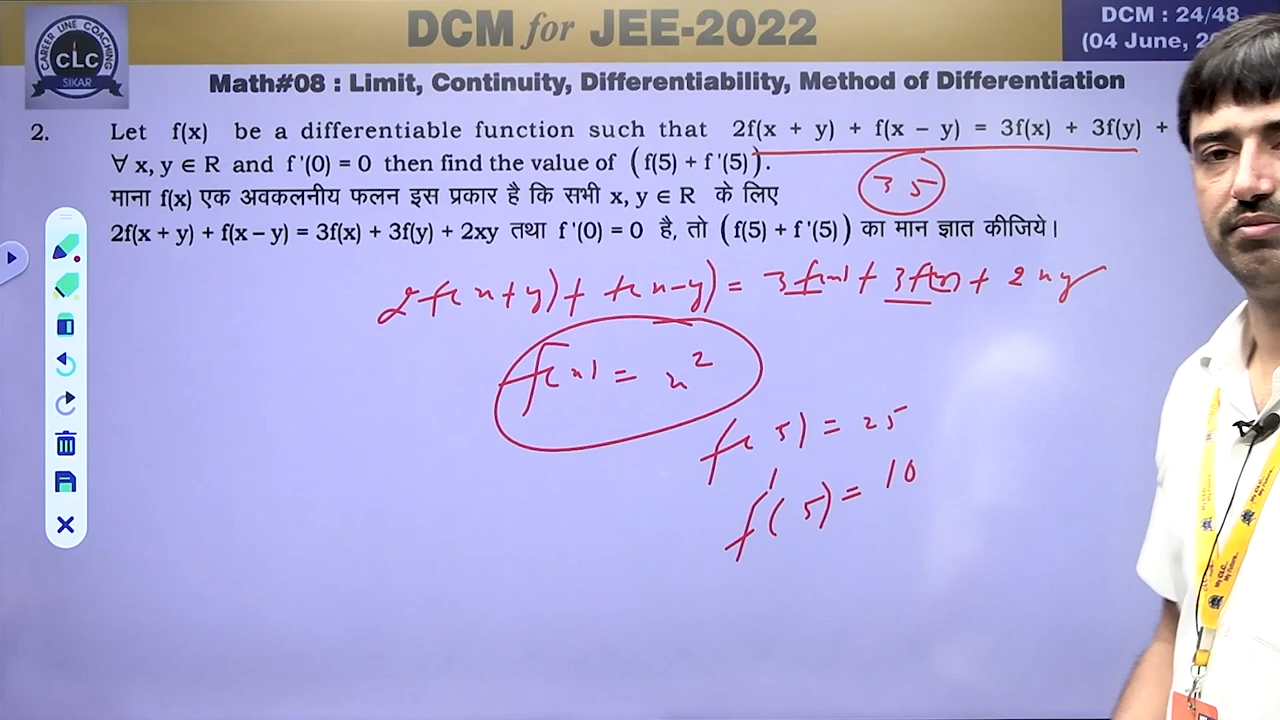 CAREER LINE COACHING
CLC
SIKAR
DCM for JEE-2022
DCM : 24/48
(04 June, 2
Math#08 : Limit, Continuity, Differentiability, Method of Differentiation
2. Let f(x) be a differentiable function such that 2f(x + y) + f(x – y) = 3f(x) + 3f(y) +
∀ x, y ∈ R and f '(0) = 0 then find the value of (f(5) + f '(5)).
35
माना f(x) एक अवकलनीय फलन इस प्रकार है कि सभी x, y ∈ R के लिए
2f(x + y) + f(x – y) = 3f(x) + 3f(y) + 2xy तथा f '(0) = 0 है, तो (f(5) + f '(5)) का मान ज्ञात कीजिये।
2f(x+y)+ f(x-y) = 3f(x) + 3f(y) + 2xy
f(x) = x²
f(5) = 25
f'(5) = 10